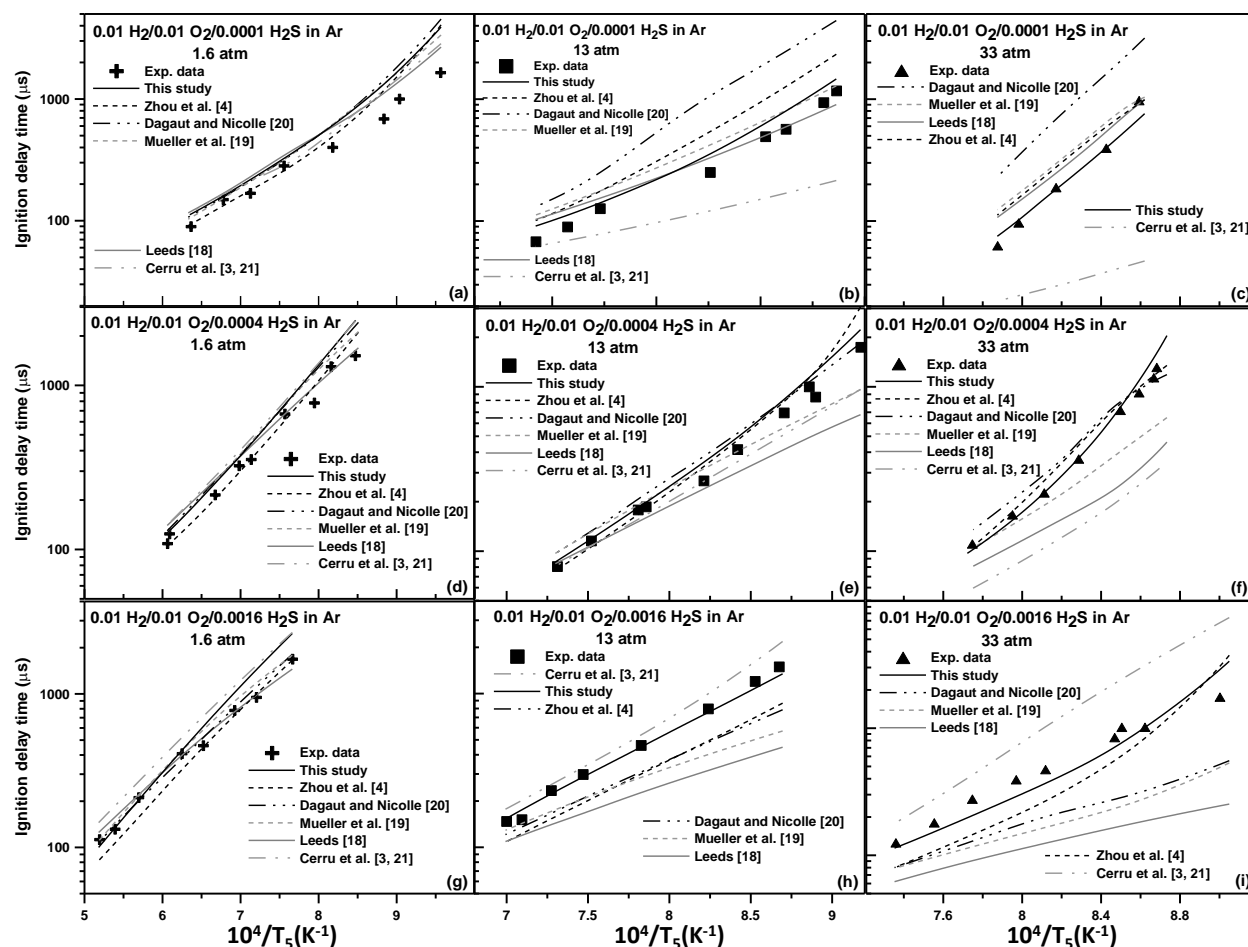 0.01 H2/0.01 O2/0.0001 H2S in Ar
1.6 atm
Exp. data
This study
Zhou et al. [4]
Dagaut and Nicolle [20]
Mueller et al. [19]
Leeds [18]
Cerru et al. [3, 21]
(a)
1000
100
Ignition delay time (μs)
0.01 H2/0.01 O2/0.0001 H2S in Ar
13 atm
Exp. data
This study
Zhou et al. [4]
Dagaut and Nicolle [20]
Mueller et al. [19]
Leeds [18]
Cerru et al. [3, 21]
(b)
0.01 H2/0.01 O2/0.0001 H2S in Ar
33 atm
Exp. data
Dagaut and Nicolle [20]
Mueller et al. [19]
Leeds [18]
Zhou et al. [4]
This study
Cerru et al. [3, 21]
(c)
0.01 H2/0.01 O2/0.0004 H2S in Ar
1.6 atm
Exp. data
This study
Zhou et al. [4]
Dagaut and Nicolle [20]
Mueller et al. [19]
Leeds [18]
Cerru et al. [3, 21]
(d)
1000
100
Ignition delay time (μs)
0.01 H2/0.01 O2/0.0004 H2S in Ar
13 atm
Exp. data
This study
Zhou et al. [4]
Dagaut and Nicolle [20]
Mueller et al. [19]
Leeds [18]
Cerru et al. [3, 21]
(e)
0.01 H2/0.01 O2/0.0004 H2S in Ar
33 atm
Exp. data
This study
Zhou et al. [4]
Dagaut and Nicolle [20]
Mueller et al. [19]
Leeds [18]
Cerru et al. [3, 21]
(f)
0.01 H2/0.01 O2/0.0016 H2S in Ar
1.6 atm
Exp. data
This study
Zhou et al. [4]
Dagaut and Nicolle [20]
Mueller et al. [19]
Leeds [18]
Cerru et al. [3, 21]
(g)
1000
100
Ignition delay time (μs)
5 6 7 8 9
10^4/T5(K^-1)
0.01 H2/0.01 O2/0.0016 H2S in Ar
13 atm
Exp. data
Cerru et al. [3, 21]
This study
Zhou et al. [4]
Dagaut and Nicolle [20]
Mueller et al. [19]
Leeds [18]
(h)
7 7.5 8 8.5 9
10^4/T5(K^-1)
0.01 H2/0.01 O2/0.0016 H2S in Ar
33 atm
Exp. data
This study
Dagaut and Nicolle [20]
Mueller et al. [19]
Leeds [18]
Zhou et al. [4]
Cerru et al. [3, 21]
(i)
7.6 8 8.4 8.8
10^4/T5(K^-1)